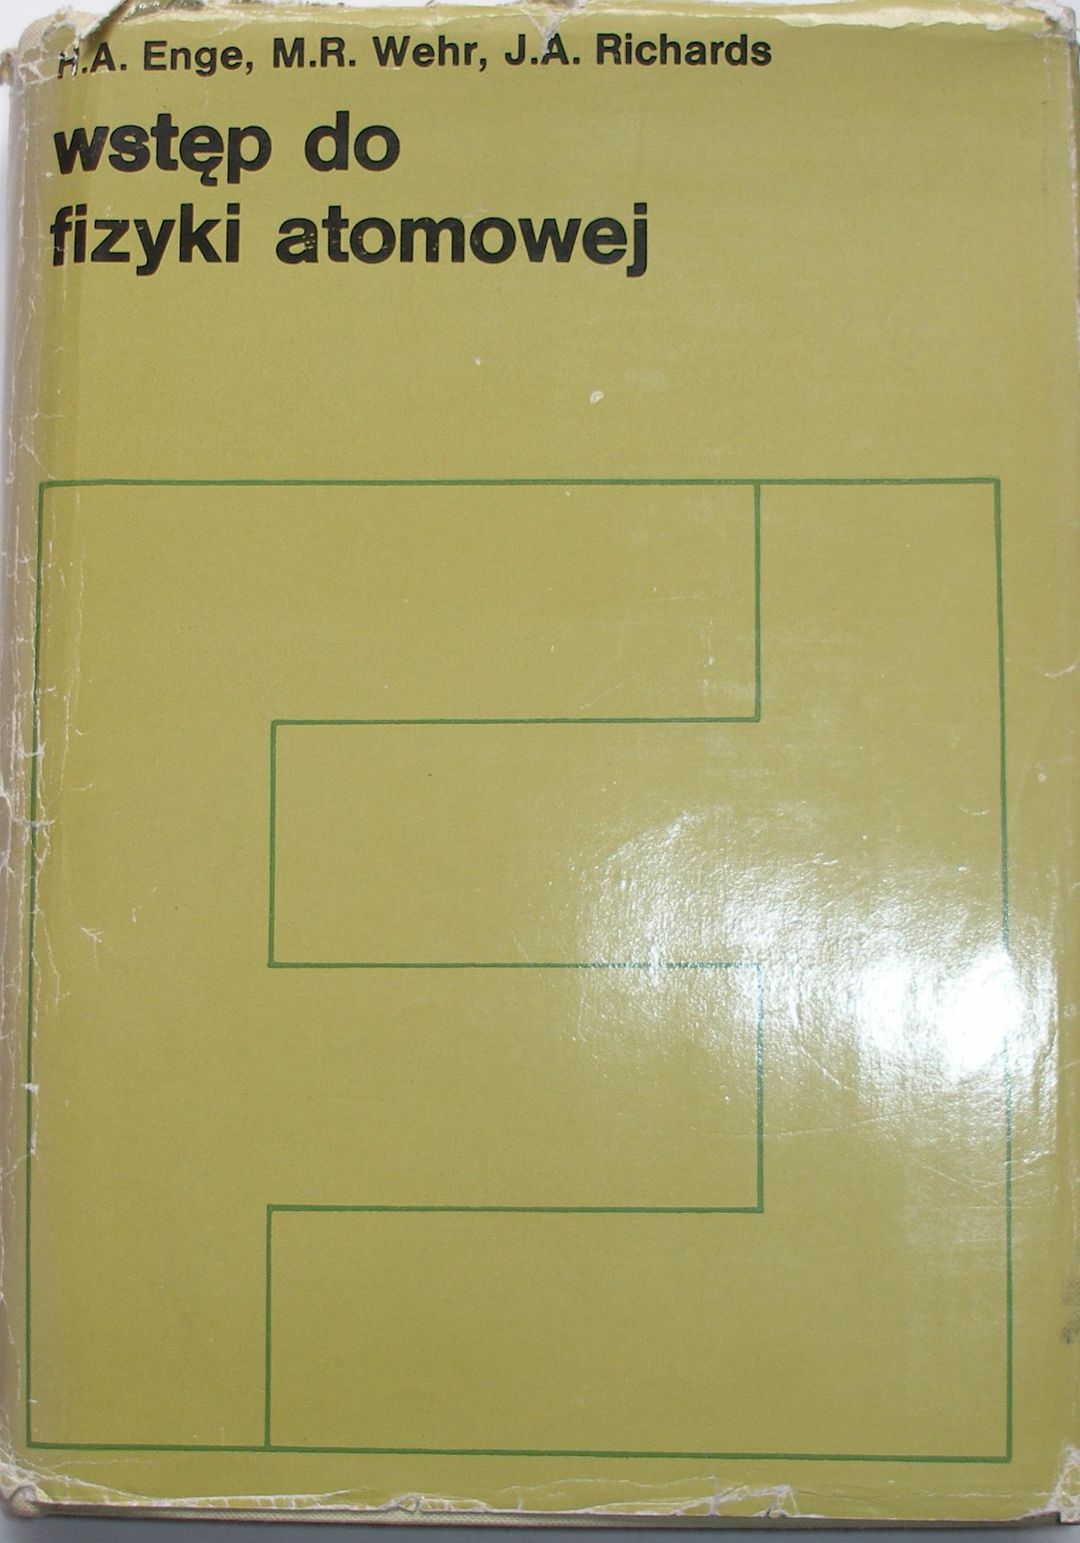 H.A. Enge, M.R. Wehr, J.A. Richards
wstęp do
fizyki atomowej